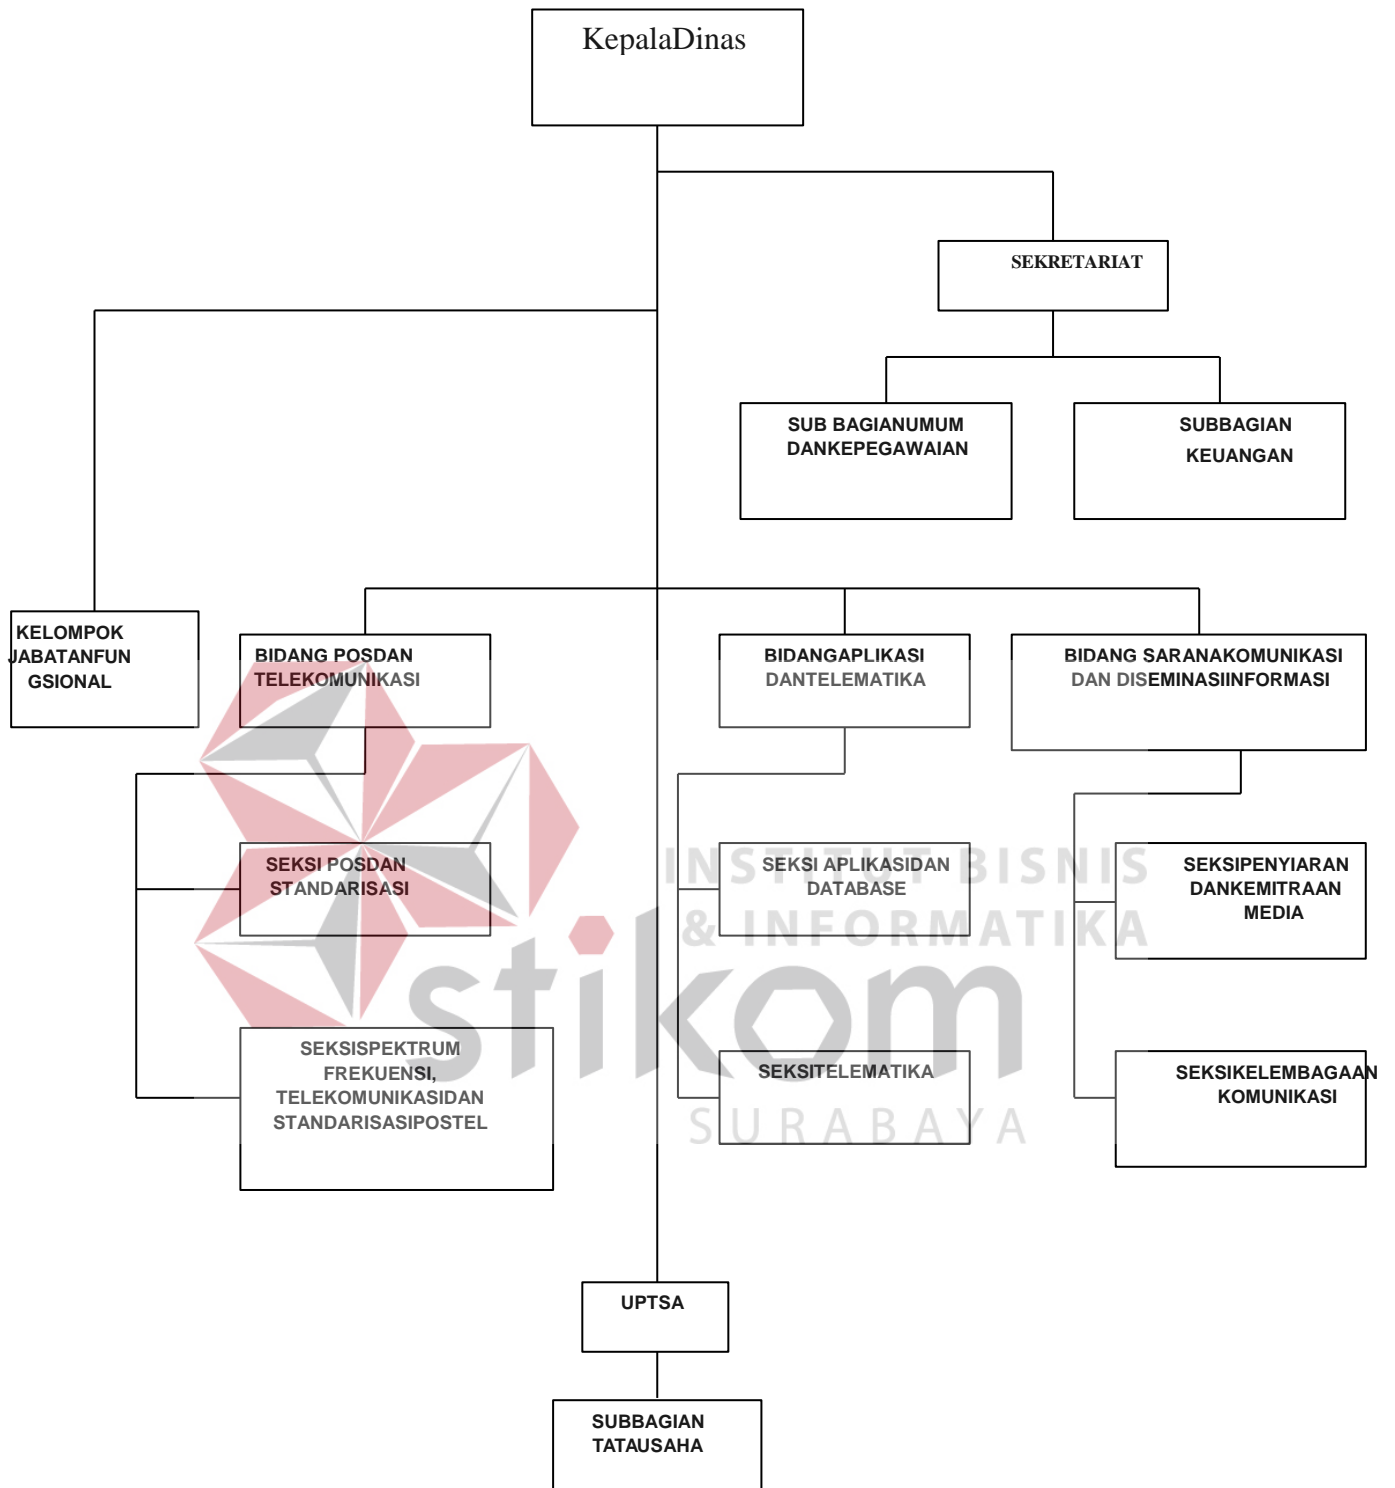 KepalaDinas
SEKRETARIAT
SUB BAGIANUMUM
DANKEPEGAWAIAN
SUBBAGIAN
KEUANGAN
KELOMPOK
JABATANFUN
GSIONAL
BIDANG POSDAN
TELEKOMUNIKASI
BIDANGAPLIKASI
DANTELEMATIKA
BIDANG SARANAKOMUNIKASI
DAN DISEMINASIINFORMASI
SEKSI POSDAN
STANDARISASI
SEKSI APLIKASIDAN
DATABASE
SEKSIPENYIARAN
DANKEMITRAAN
MEDIA
INSTITUT BISNIS
& INFORMATIKA
stikom
SURABAYA
SEKSISPEKTRUM
FREKUENSI,
TELEKOMUNIKASIDAN
STANDARISASIPOSTEL
SEKSITELEMATIKA
SEKSIKELEMBAGAAN
KOMUNIKASI
UPTSA
SUBBAGIAN
TATAUSAHA